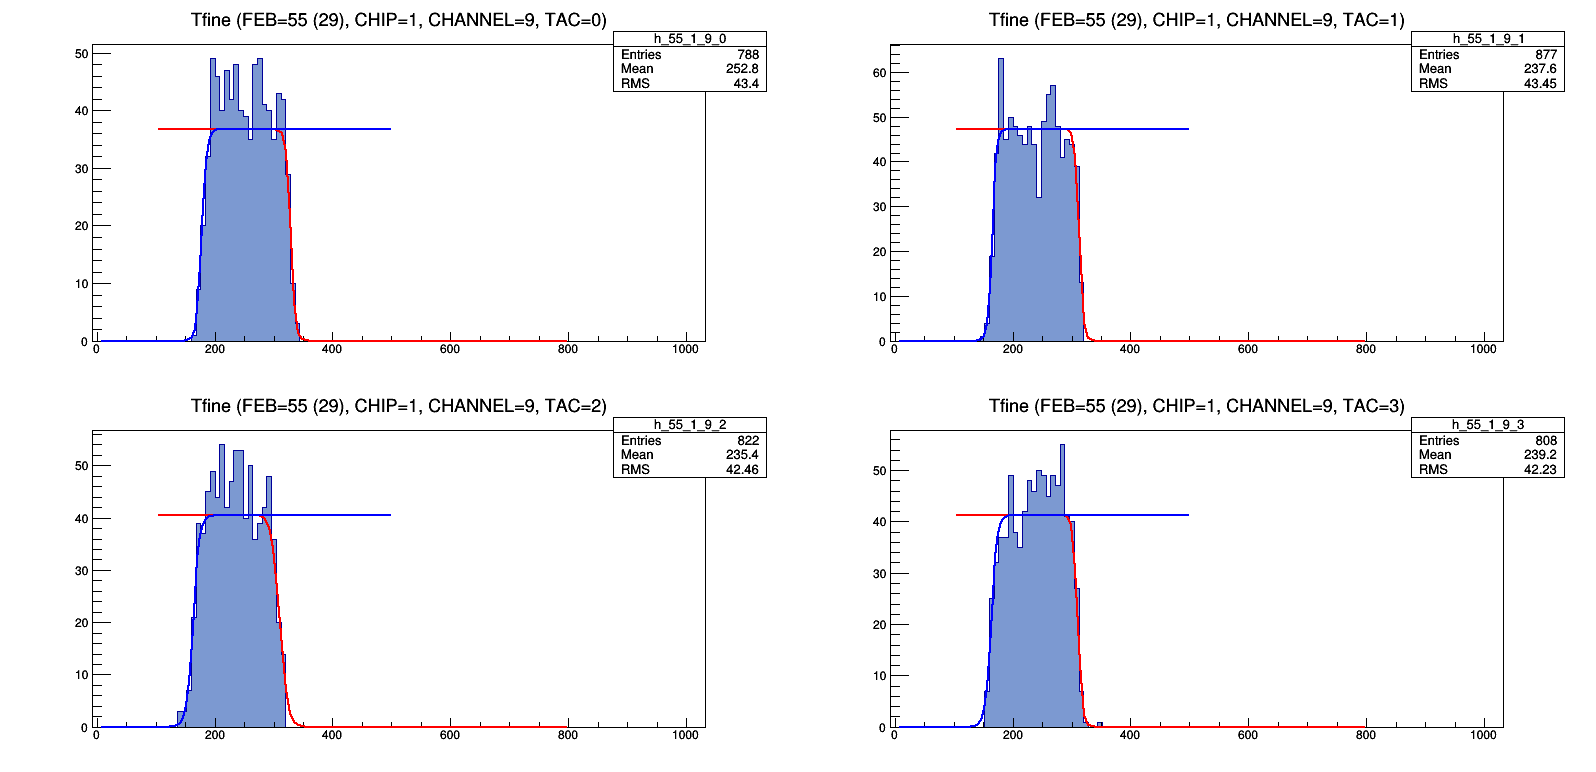 Tfine (FEB=55 (29), CHIP=1, CHANNEL=9, TAC=0)
h_55_1_9_0
Entries 788
Mean 252.8
RMS 43.4
50
40
30
20
10
0
0 200 400 600 800 1000
Tfine (FEB=55 (29), CHIP=1, CHANNEL=9, TAC=1)
h_55_1_9_1
Entries 877
Mean 237.6
RMS 43.45
60
50
40
30
20
10
0
0 200 400 600 800 1000
Tfine (FEB=55 (29), CHIP=1, CHANNEL=9, TAC=2)
h_55_1_9_2
Entries 822
Mean 235.4
RMS 42.46
50
40
30
20
10
0
0 200 400 600 800 1000
Tfine (FEB=55 (29), CHIP=1, CHANNEL=9, TAC=3)
h_55_1_9_3
Entries 808
Mean 239.2
RMS 42.23
50
40
30
20
10
0
0 200 400 600 800 1000